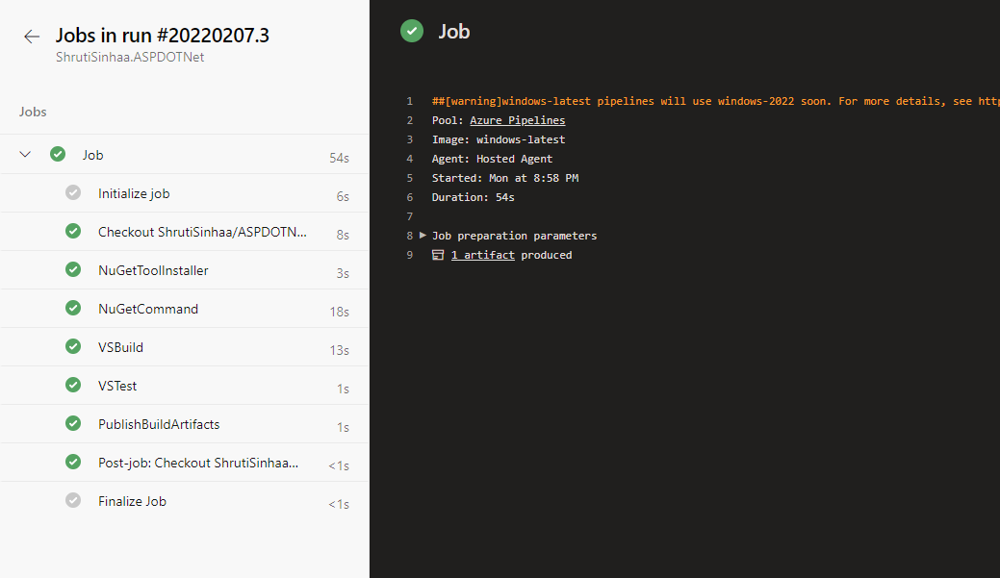 Jobs in run #20220207.3
ShrutiSinhaa.ASPDOTNet
Jobs
Job 54s
Initialize job 6s
Checkout ShrutiSinhaa/ASPDOTN... 8s
NuGetToolInstaller 3s
NuGetCommand 18s
VSBuild 13s
VSTest 1s
PublishBuildArtifacts 1s
Post-job: Checkout ShrutiSinhaa... <1s
Finalize Job <1s
Job
1 ##[warning]windows-latest pipelines will use windows-2022 soon. For more details, see http
2 Pool: Azure Pipelines
3 Image: windows-latest
4 Agent: Hosted Agent
5 Started: Mon at 8:58 PM
6 Duration: 54s
7
8 Job preparation parameters
9 1 artifact produced